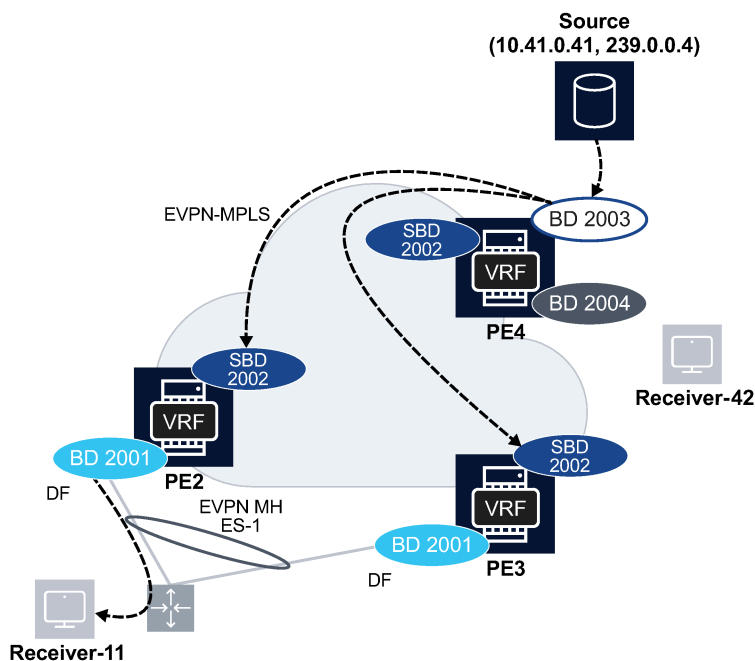 Source
(10.41.0.41, 239.0.0.4)
EVPN-MPLS
BD 2003
SBD
2002
VRF
BD 2004
PE4
Receiver-42
SBD
2002
VRF
BD 2001
PE2
DF
SBD
2002
VRF
EVPN MH
ES-1
BD 2001
PE3
DF
Receiver-11